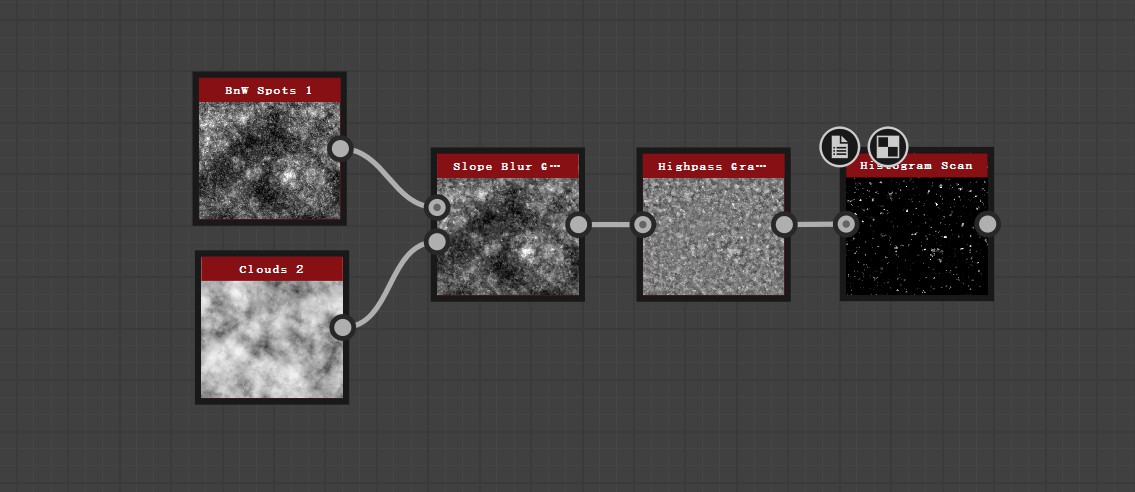 BnW Spots 1
Clouds 2
Slope Blur G…
Highpass Gra…
Histogram Scan